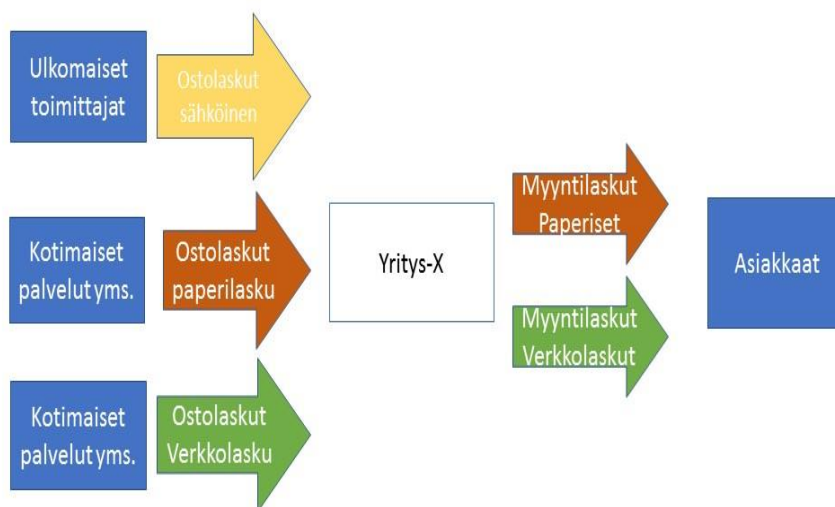 Ulkomaiset
toimittajat
Ostolaskut
sähköinen
Kotimaiset
palvelut yms.
Ostolaskut
paperilasku
Kotimaiset
palvelut yms.
Ostolaskut
Verkkolasku
Yritys-X
Myyntilaskut
Paperiset
Myyntilaskut
Verkkolaskut
Asiakkaat